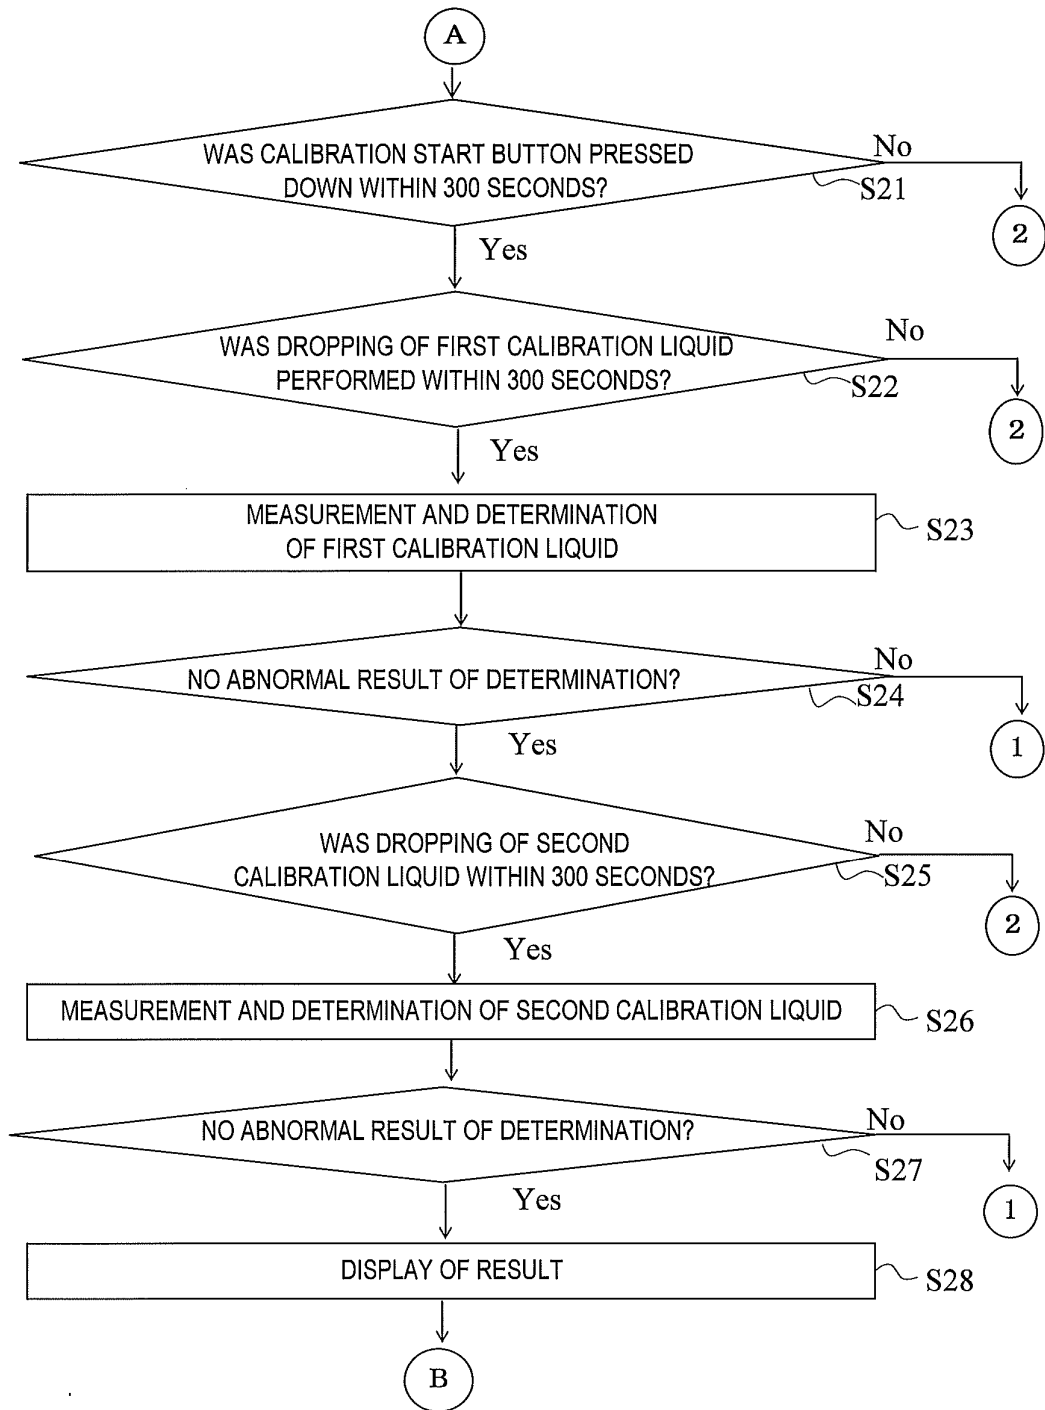 A
WAS CALIBRATION START BUTTON PRESSED
DOWN WITHIN 300 SECONDS?
No
S21
2
Yes
WAS DROPPING OF FIRST CALIBRATION LIQUID
PERFORMED WITHIN 300 SECONDS?
No
S22
2
Yes
MEASUREMENT AND DETERMINATION
OF FIRST CALIBRATION LIQUID
S23
NO ABNORMAL RESULT OF DETERMINATION?
No
S24
1
Yes
WAS DROPPING OF SECOND
CALIBRATION LIQUID WITHIN 300 SECONDS?
No
S25
2
Yes
MEASUREMENT AND DETERMINATION OF SECOND CALIBRATION LIQUID
S26
NO ABNORMAL RESULT OF DETERMINATION?
No
S27
1
Yes
DISPLAY OF RESULT
S28
B